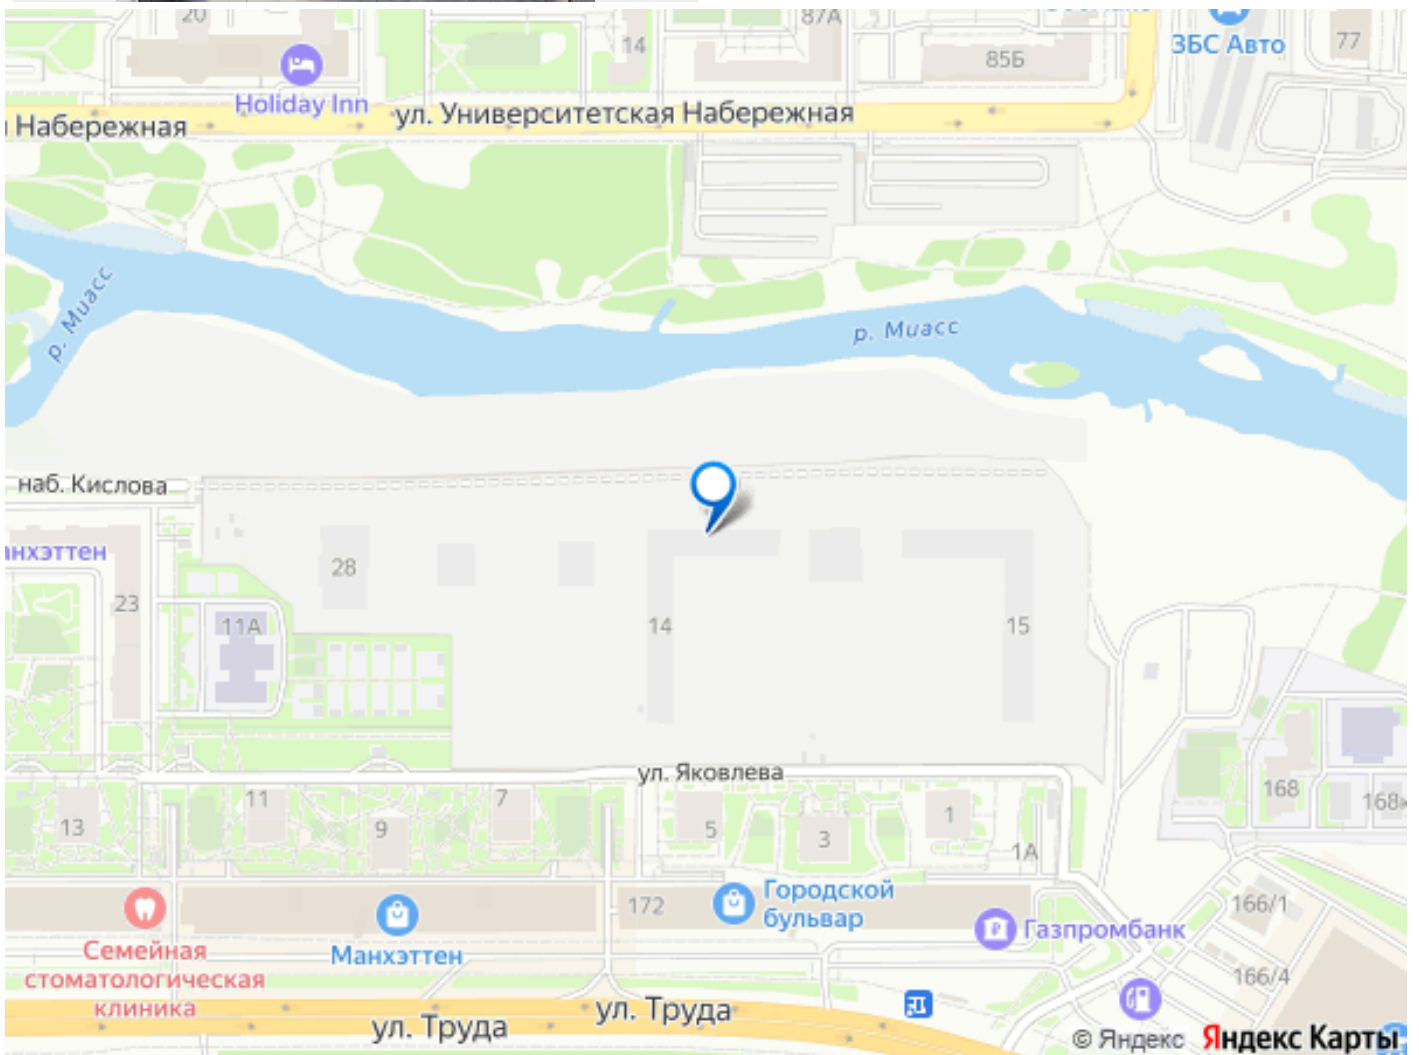 20
14
87А
85Б
ЗБС Авто
77
Holiday Inn
ул. Университетская Набережная
Набережная
р. Миасс
р. Миасс
наб. Кислова
анхэттен
28
23
11А
14
15
ул. Яковлева
13
11
9
7
5
3
1
1А
168
168
Семейная
стоматологическая
клиника
Манхэттен
172
Городской
бульвар
Газпромбанк
166/1
166/4
ул. Труда
ул. Труда
© Яндекс Яндекс Карты